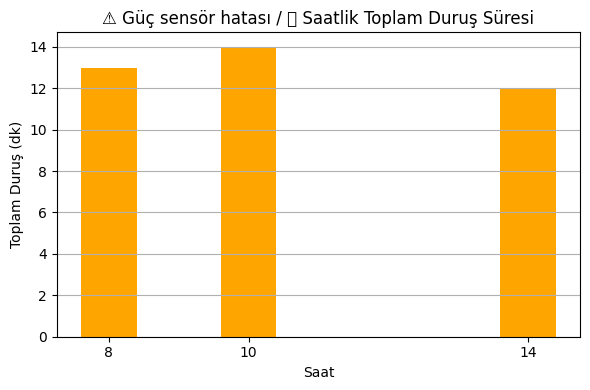 ⚠ Güç sensör hatası / Saatlik Toplam Duruş Süresi
Toplam Duruş (dk)
14
12
10
8
6
4
2
0
8 10 14
Saat